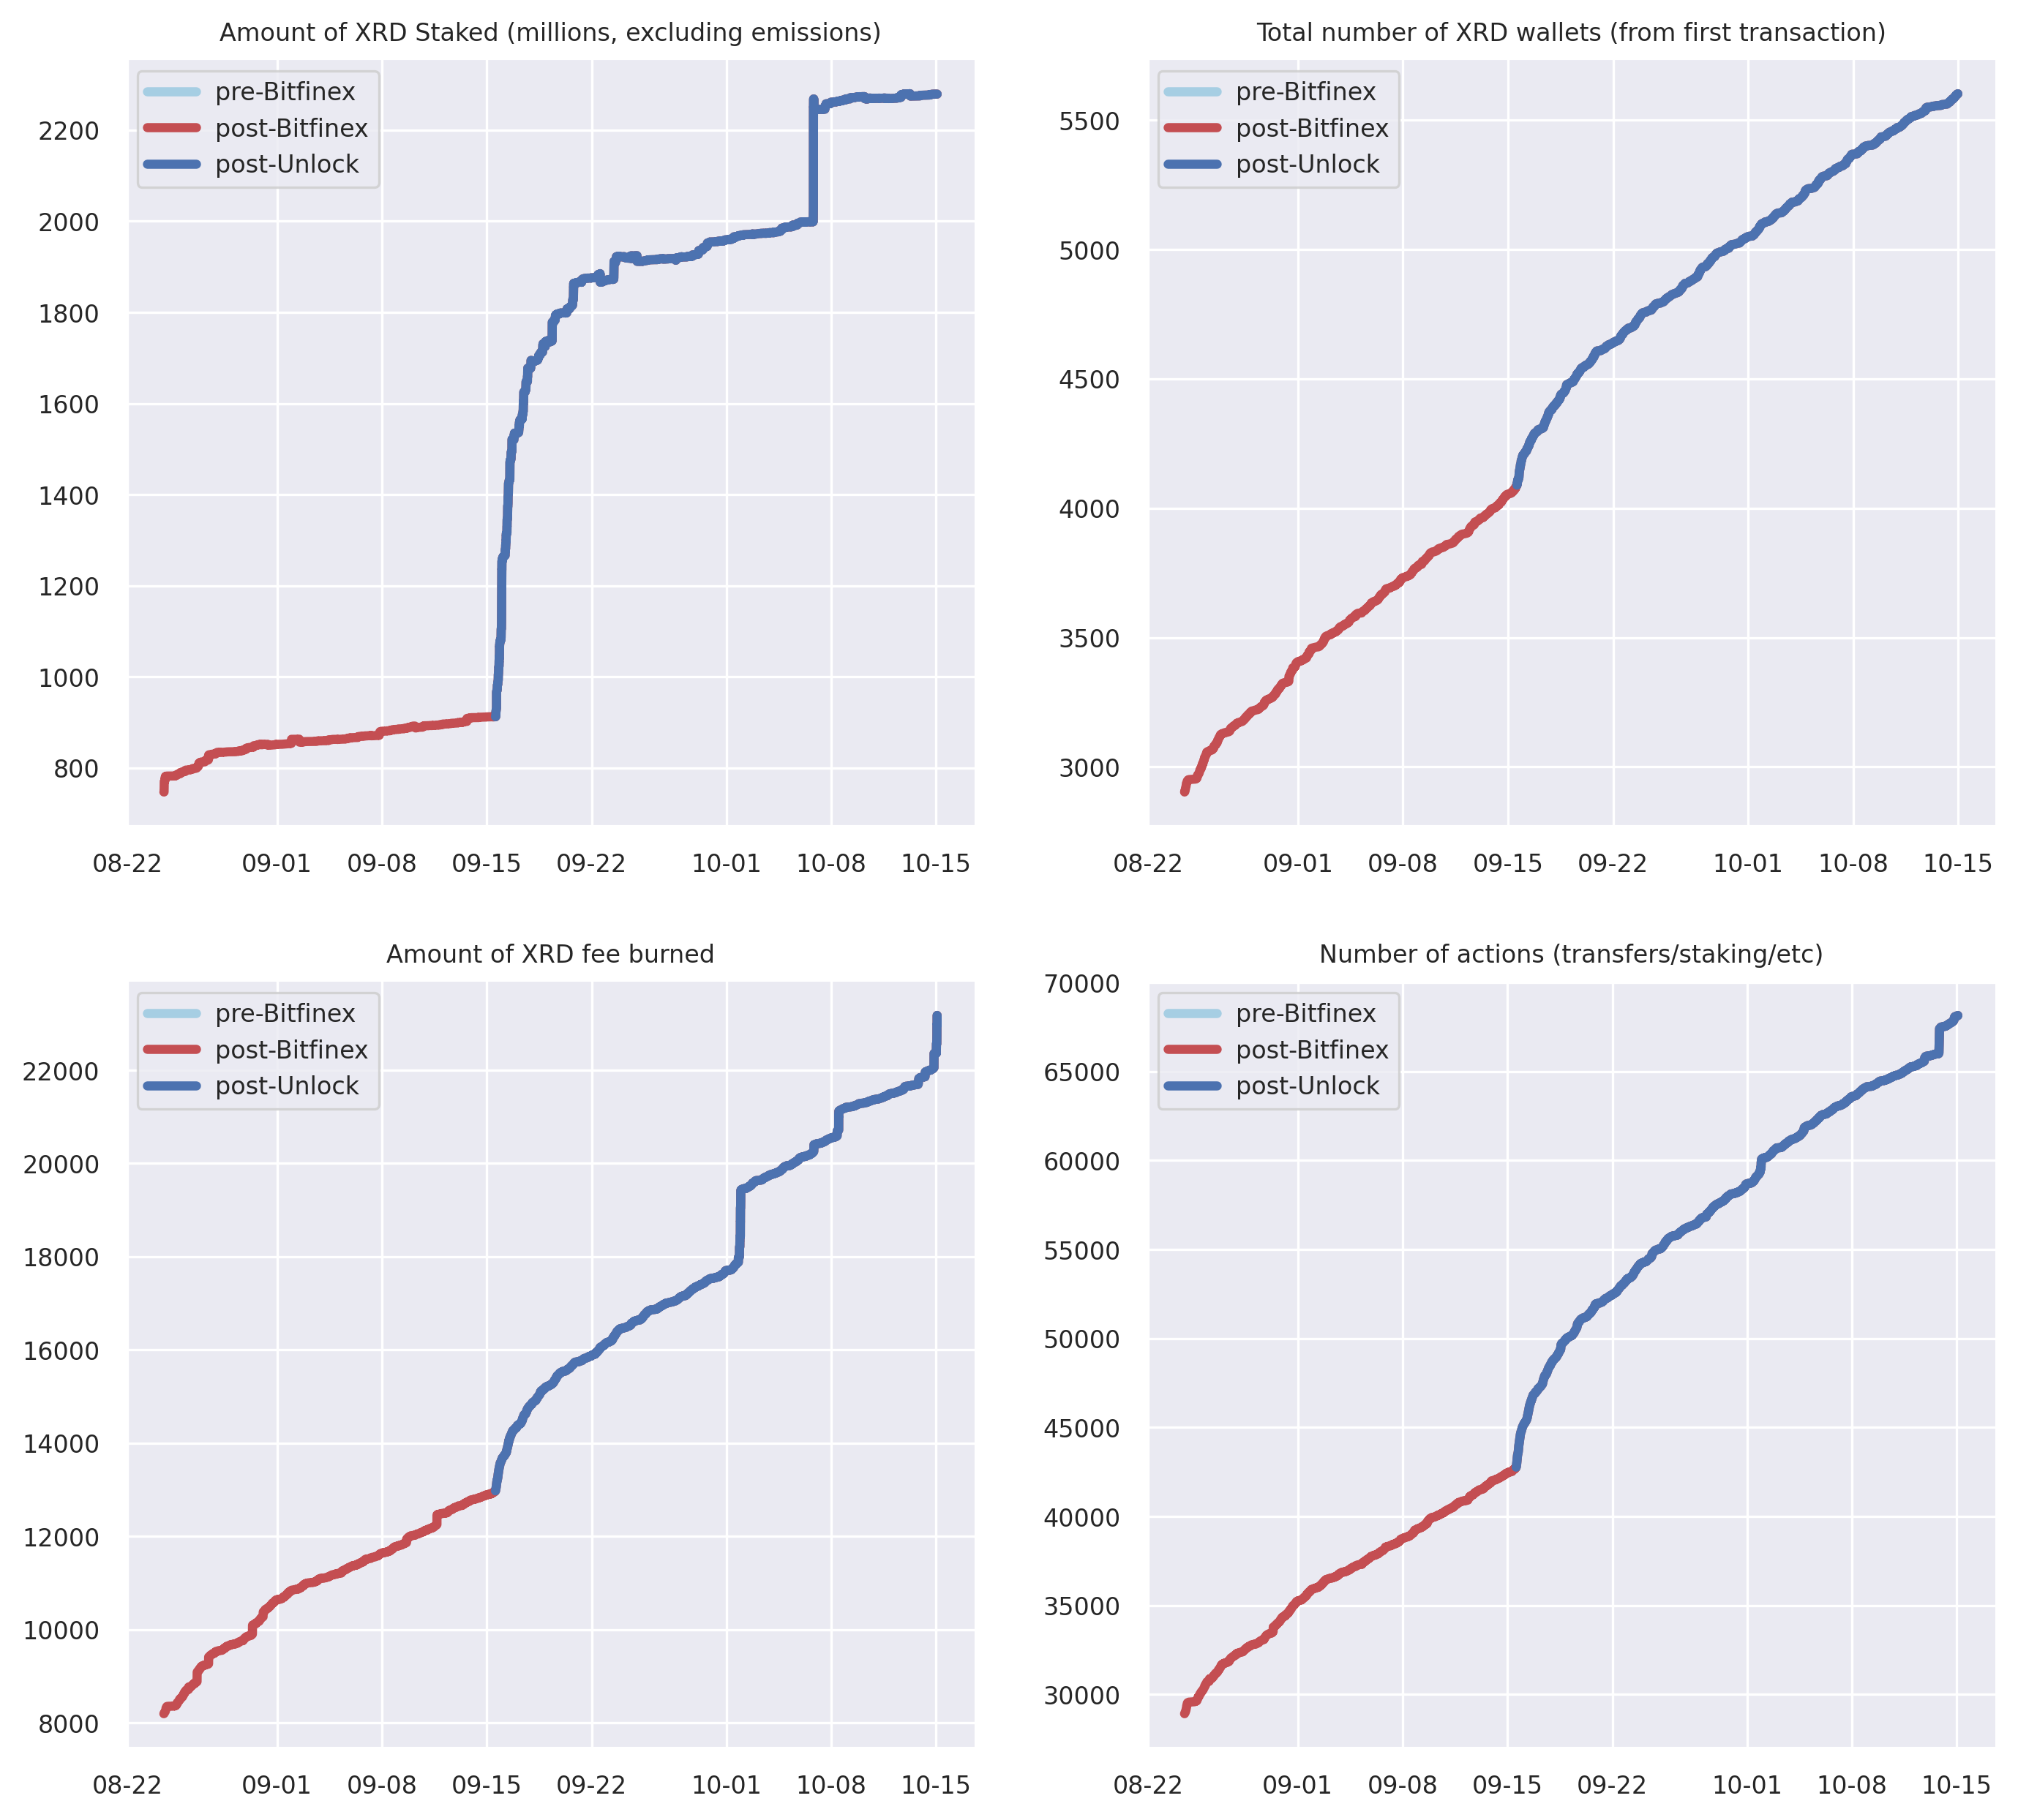 Amount of XRD Staked (millions, excluding emissions)
pre-Bitfinex
post-Bitfinex
post-Unlock
2200
2000
1800
1600
1400
1200
1000
800
08-22 09-01 09-08 09-15 09-22 10-01 10-08 10-15
Total number of XRD wallets (from first transaction)
pre-Bitfinex
post-Bitfinex
post-Unlock
5500
5000
4500
4000
3500
3000
08-22 09-01 09-08 09-15 09-22 10-01 10-08 10-15
Amount of XRD fee burned
pre-Bitfinex
post-Bitfinex
post-Unlock
22000
20000
18000
16000
14000
12000
10000
8000
08-22 09-01 09-08 09-15 09-22 10-01 10-08 10-15
Number of actions (transfers/staking/etc)
70000
pre-Bitfinex
post-Bitfinex
post-Unlock
65000
60000
55000
50000
45000
40000
35000
30000
08-22 09-01 09-08 09-15 09-22 10-01 10-08 10-15